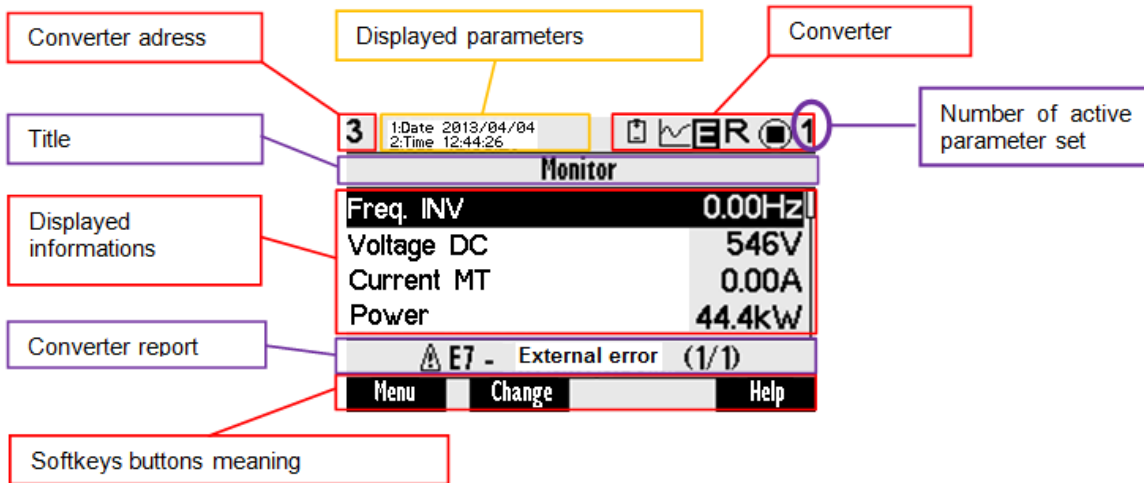 Converter adress
Displayed parameters
Converter
Number of active
parameter set
Title
3
1:Date 2013/04/04
2:Time 12:44:26
E R 1
Monitor
Displayed
informations
Freq. INV 0.00Hz
Voltage DC 546V
Current MT 0.00A
Power 44.4kW
Converter report
E7 - External error (1/1)
Menu Change Help
Softkeys buttons meaning